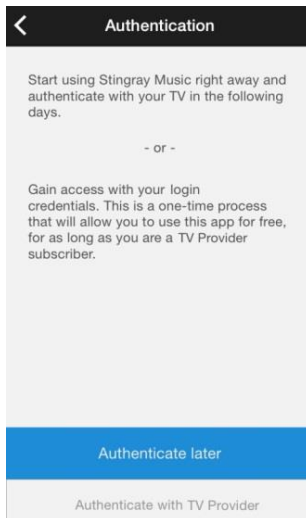 Authentication
Start using Stingray Music right away and
authenticate with your TV in the following
days.
- or -
Gain access with your login
credentials. This is a one-time process
that will allow you to use this app for free,
for as long as you are a TV Provider
subscriber.
Authenticate later
Authenticate with TV Provider